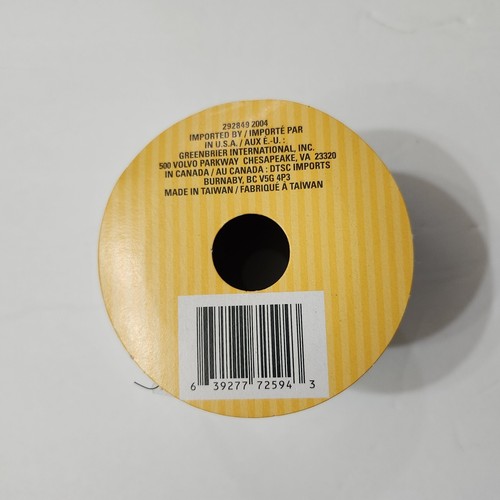 292849 2004
IMPORTED BY / IMPORTÉ PAR
IN U.S.A. / AUX É.-U. :
GREENBRIER INTERNATIONAL, INC.
500 VOLVO PARKWAY CHESAPEAKE, VA 23320
IN CANADA / AU CANADA : DTSC IMPORTS
BURNABY, BC V5G 4P3
MADE IN TAIWAN / FABRIQUÉ À TAIWAN
6 39277 72594 3